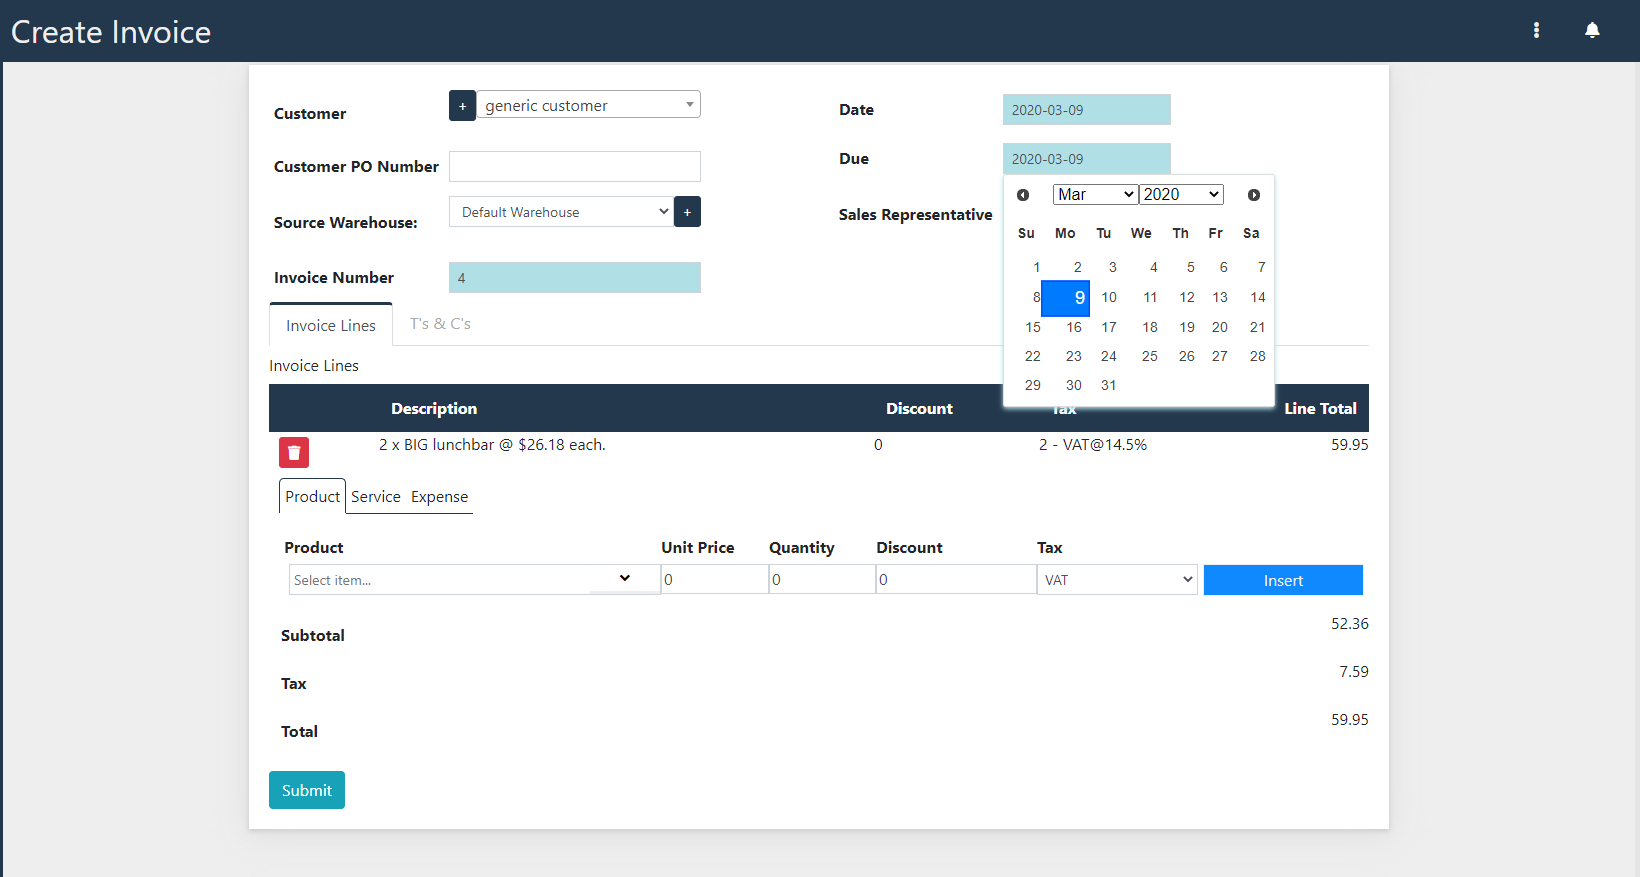 Create Invoice
Customer
+
generic customer
Date
2020-03-09
Customer PO Number
Due
2020-03-09
Source Warehouse:
Default Warehouse
+
Sales Representative
Mar
2020
Su Mo Tu We Th Fr Sa
1 2 3 4 5 6 7
8 9 10 11 12 13 14
15 16 17 18 19 20 21
22 23 24 25 26 27 28
29 30 31
Invoice Number
4
Invoice Lines T's & C's
Invoice Lines
Description Discount Tax Line Total
2 x BIG lunchbar @ $26.18 each. 0 2 - VAT@14.5% 59.95
Product Service Expense
Product Unit Price Quantity Discount Tax
Select item... 0 0 0 VAT Insert
Subtotal 52.36
Tax 7.59
Total 59.95
Submit